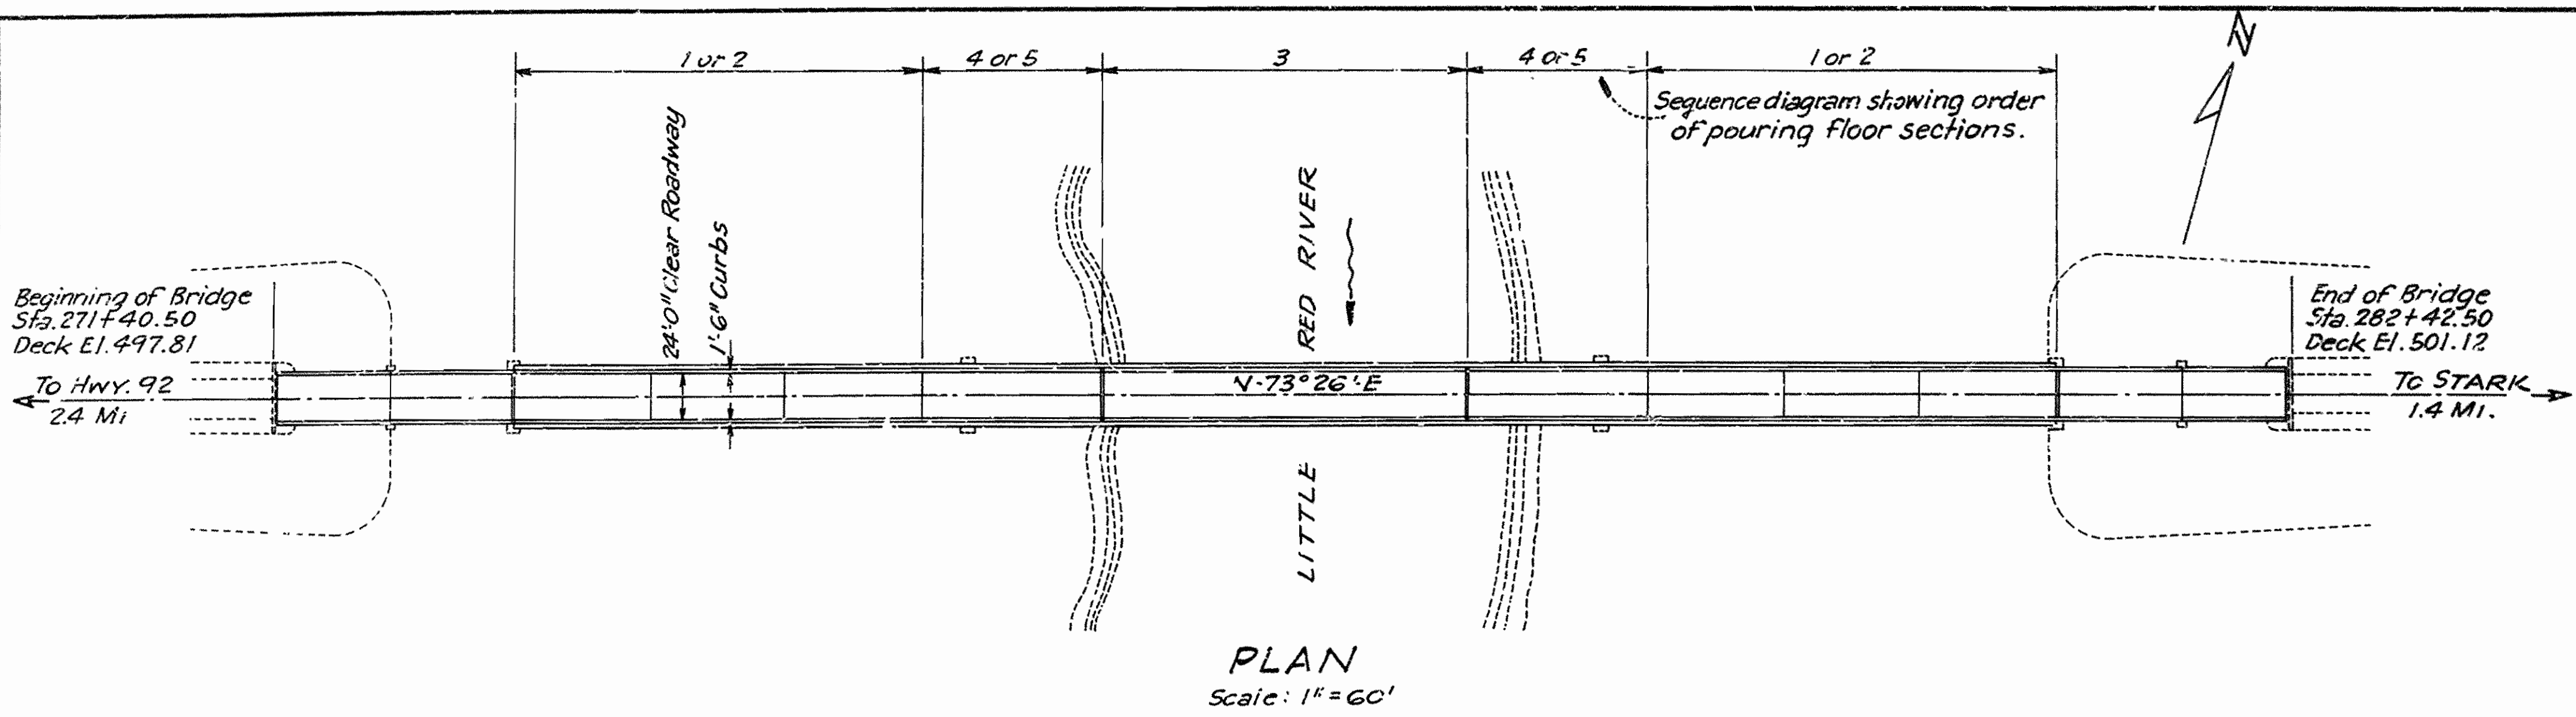 1 or 2
4 or 5
3
4 or 5
1 or 2
N
Sequence diagram showing order
of pouring floor sections.
24'-0" Clear Roadway
1'-6" Curbs
LITTLE RED RIVER
Beginning of Bridge
Sta. 271+40.50
Deck El. 497.81
End of Bridge
Sta. 282+42.50
Deck El. 501.12
To HWY. 92
2.4 Mi
N-73°26'-E
To STARK
1.4 MI.
PLAN
Scale: 1"=60'